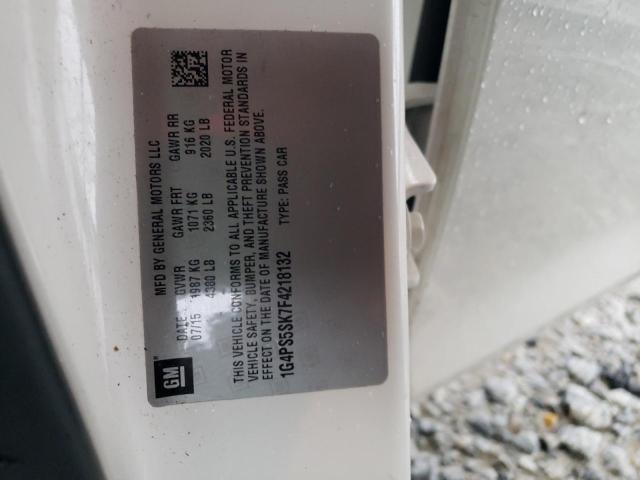 MFD BY GENERAL MOTORS LLC
DATE GVWR GAWR FRT GAWR RR
07/15 1987 KG 1071 KG 916 KG
4380 LB 2360 LB 2020 LB
THIS VEHICLE CONFORMS TO ALL APPLICABLE U.S. FEDERAL MOTOR
VEHICLE SAFETY, BUMPER, AND THEFT PREVENTION STANDARDS IN
EFFECT ON THE DATE OF MANUFACTURE SHOWN ABOVE.
1G4PS5SK7F4218132 TYPE: PASS CAR
GM